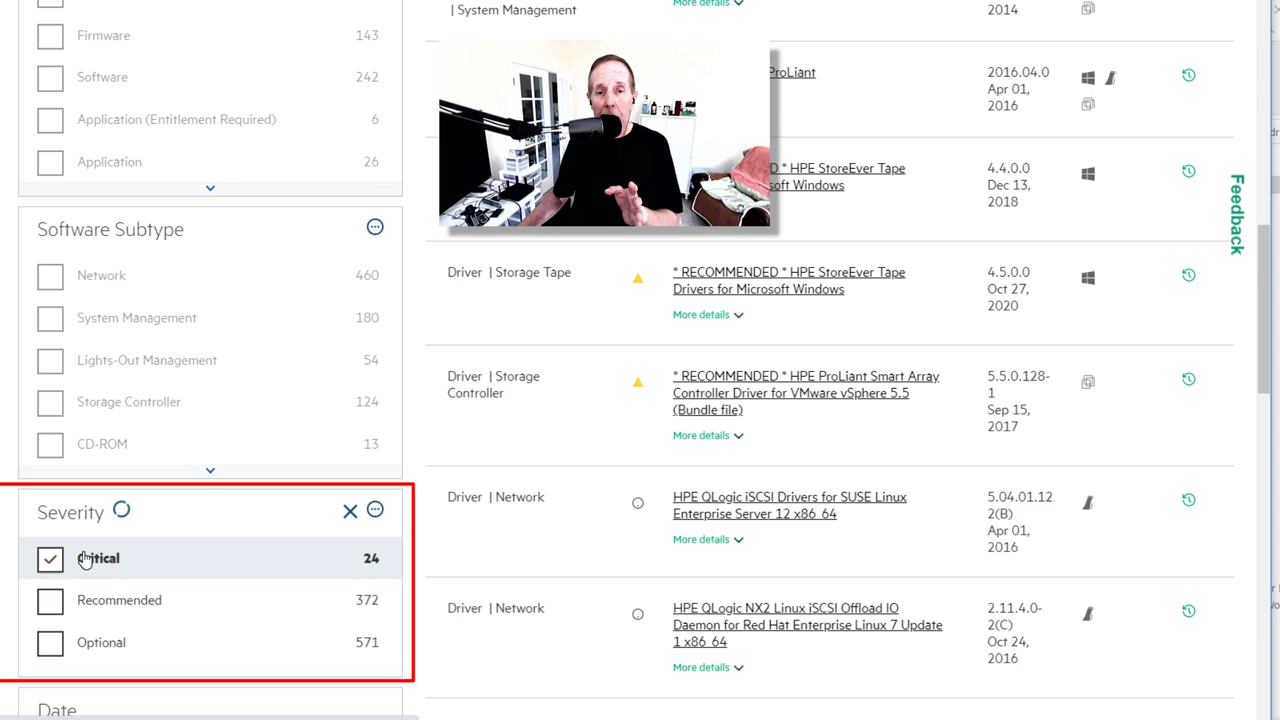 Firmware 143
Software 242
Application (Entitlement Required) 6
Application 26
Software Subtype
Network 460
System Management 180
Lights-Out Management 54
Storage Controller 124
CD-ROM 13
Severity
Critical 24
Recommended 372
Optional 571
Date
| System Management
More details
2014
ProLiant
2016.04.0
Apr 01,
2016
D * HPE StoreEver Tape
soft Windows
4.4.0.0
Dec 13,
2018
Driver | Storage Tape
* RECOMMENDED * HPE StoreEver Tape
Drivers for Microsoft Windows
More details
4.5.0.0
Oct 27,
2020
Driver | Storage
Controller
* RECOMMENDED * HPE ProLiant Smart Array
Controller Driver for VMware vSphere 5.5
(Bundle file)
More details
5.5.0.128-
1
Sep 15,
2017
Driver | Network
HPE QLogic iSCSI Drivers for SUSE Linux
Enterprise Server 12 x86_64
More details
5.04.01.12
2(B)
Apr 01,
2016
Driver | Network
HPE QLogic NX2 Linux iSCSI Offload IO
Daemon for Red Hat Enterprise Linux 7 Update
1 x86_64
More details
2.11.4.0-
2(C)
Oct 24,
2016
Feedback